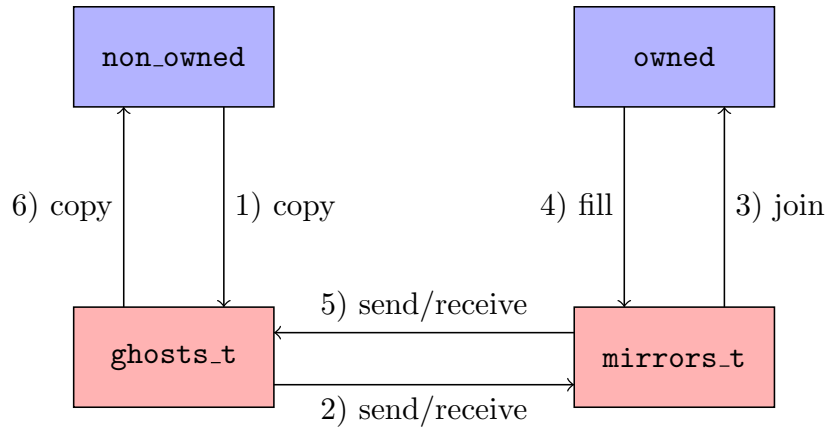 non_owned
owned
6) copy
1) copy
4) fill
3) join
5) send/receive
ghosts_t
mirrors_t
2) send/receive